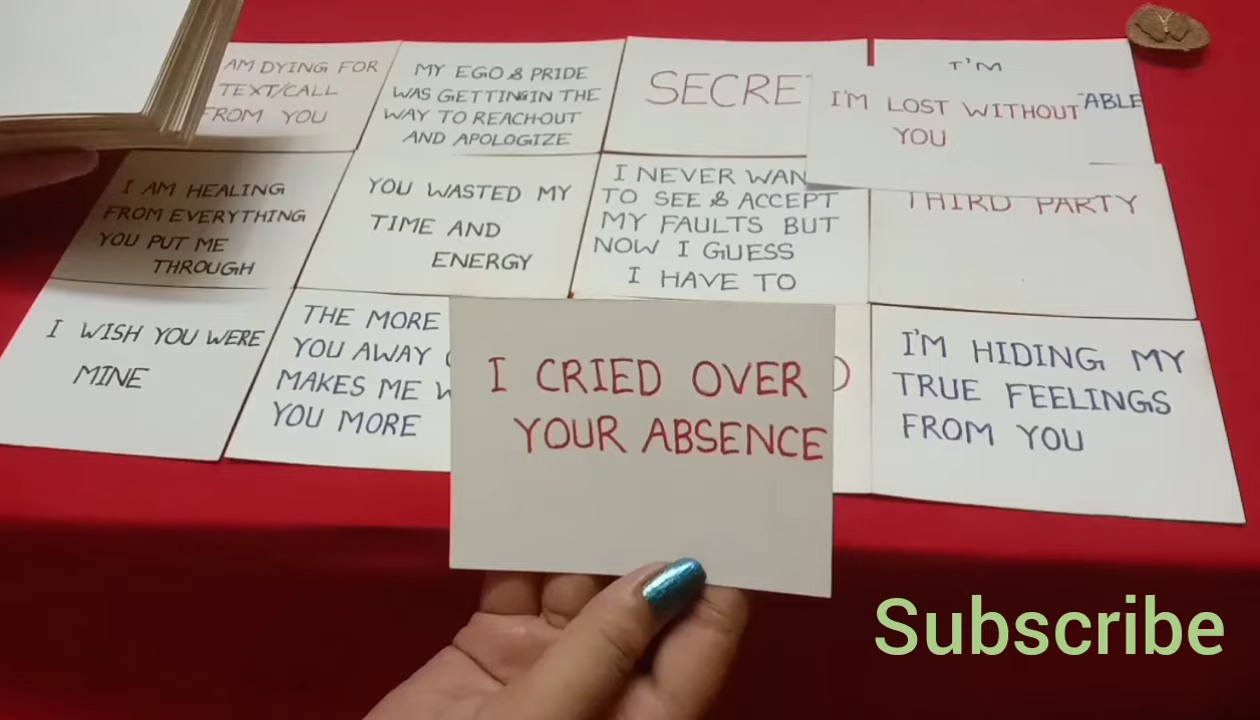 AM DYING FOR
TEXT/CALL
FROM YOU
MY EGO & PRIDE
WAS GETTING IN THE
WAY TO REACH OUT
AND APOLOGIZE
SECRE
I'M
ABLE
I'M LOST WITHOUT
YOU
I AM HEALING
FROM EVERYTHING
YOU PUT ME
THROUGH
YOU WASTED MY
TIME AND
ENERGY
I NEVER WAN
TO SEE & ACCEPT
MY FAULTS BUT
NOW I GUESS
I HAVE TO
THIRD PARTY
I WISH YOU WERE
MINE
THE MORE
YOU AWAY
MAKES ME
YOU MORE
I CRIED OVER
YOUR ABSENCE
I'M HIDING MY
TRUE FEELINGS
FROM YOU
Subscribe